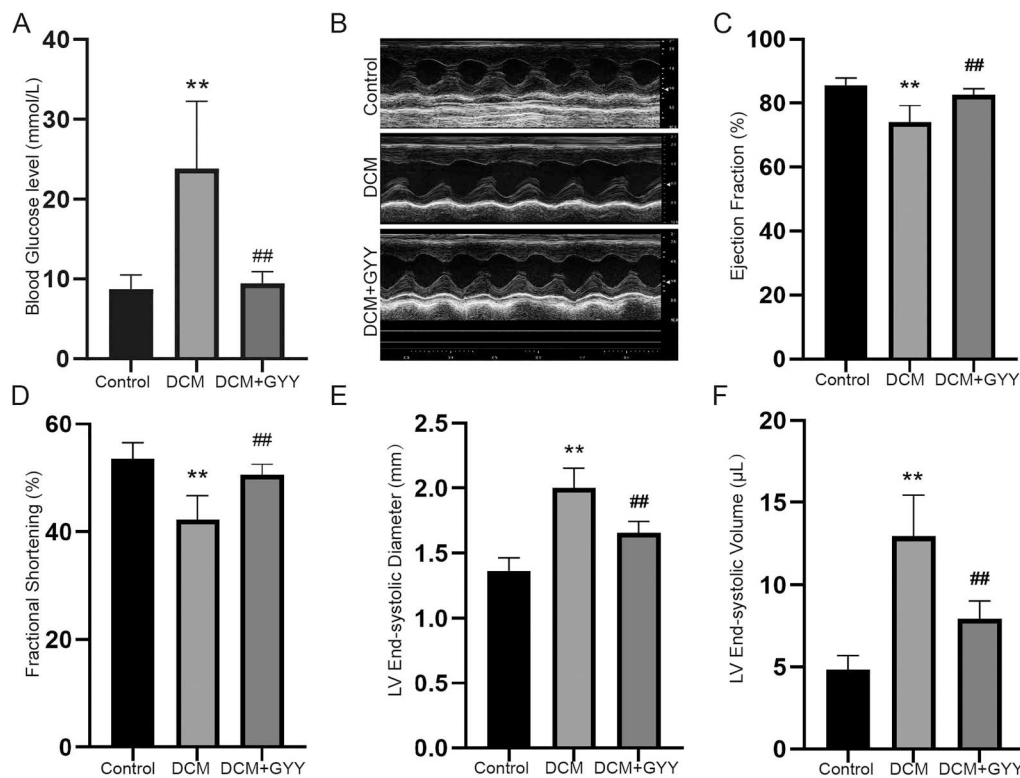 A
Blood Glucose level (mmol/L)
40
30
20
10
0
**
##
Control DCM DCM+GYY
B
Control
DCM
DCM+GYY
C
Ejection Fraction (%)
100
80
60
40
20
0
**
##
Control DCM DCM+GYY
D
Fractional Shortening (%)
60
40
20
0
**
##
Control DCM DCM+GYY
E
LV End-systolic Diameter (mm)
2.5
2.0
1.5
1.0
0.5
0.0
**
##
Control DCM DCM+GYY
F
LV End-systolic Volume (μL)
20
15
10
5
0
**
##
Control DCM DCM+GYY